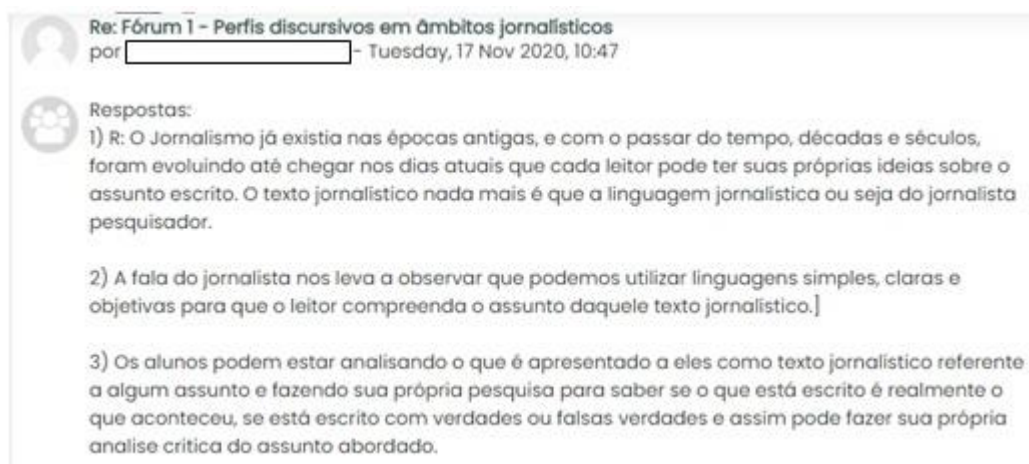 Re: Fórum 1 - Perfis discursivos em âmbitos jornalísticos
por - Tuesday, 17 Nov 2020, 10:47
Respostas:
1) R: O Jornalismo já existia nas épocas antigas, e com o passar do tempo, décadas e séculos,
foram evoluindo até chegar nos dias atuais que cada leitor pode ter suas próprias ideias sobre o
assunto escrito. O texto jornalístico nada mais é que a linguagem jornalística ou seja do jornalista
pesquisador.
2) A fala do jornalista nos leva a observar que podemos utilizar linguagens simples, claras e
objetivas para que o leitor compreenda o assunto daquele texto jornalístico.]
3) Os alunos podem estar analisando o que é apresentado a eles como texto jornalístico referente
a algum assunto e fazendo sua própria pesquisa para saber se o que está escrito é realmente o
que aconteceu, se está escrito com verdades ou falsas verdades e assim pode fazer sua própria
analise critica do assunto abordado.